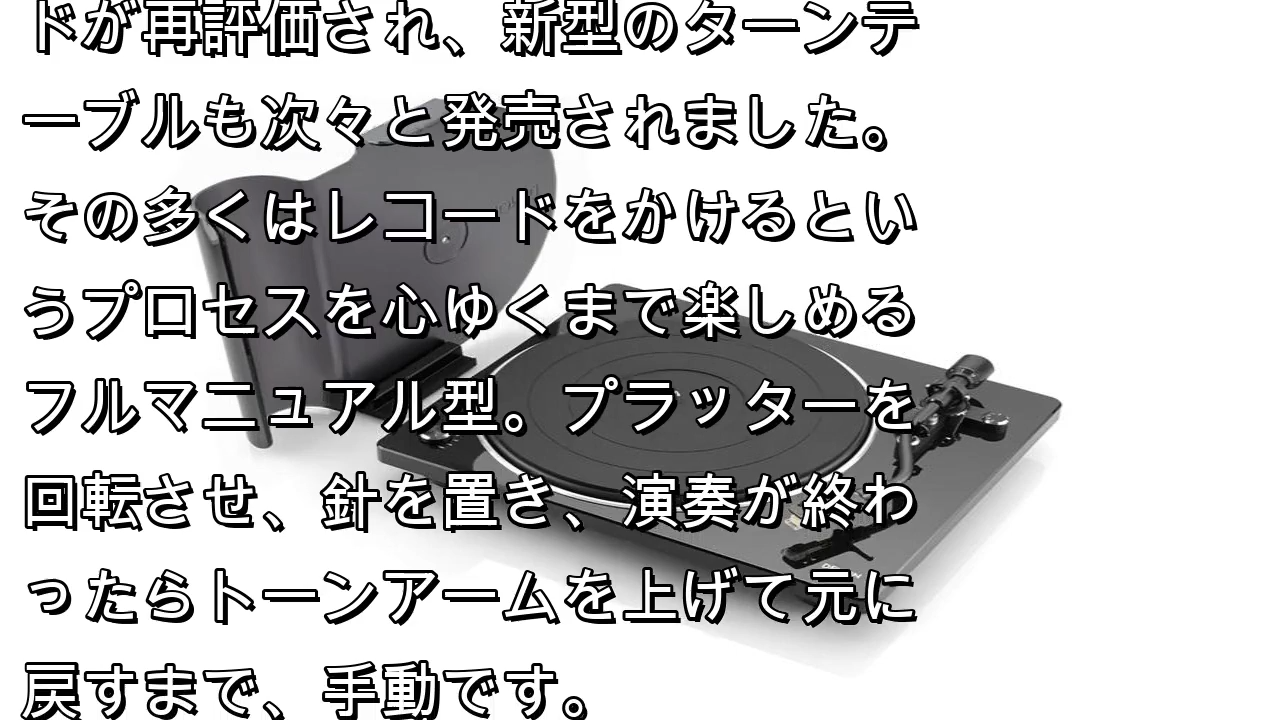 ドが再評価され、新型のターンテ
ーブルも次々と発売されました。
その多くはレコードをかけるとい
うプロセスを心ゆくまで楽しめる
フルマニュアル型。プラッターを
回転させ、針を置き、演奏が終わ
ったらトーンアームを上げて元に
戻すまで、手動です。
DENON